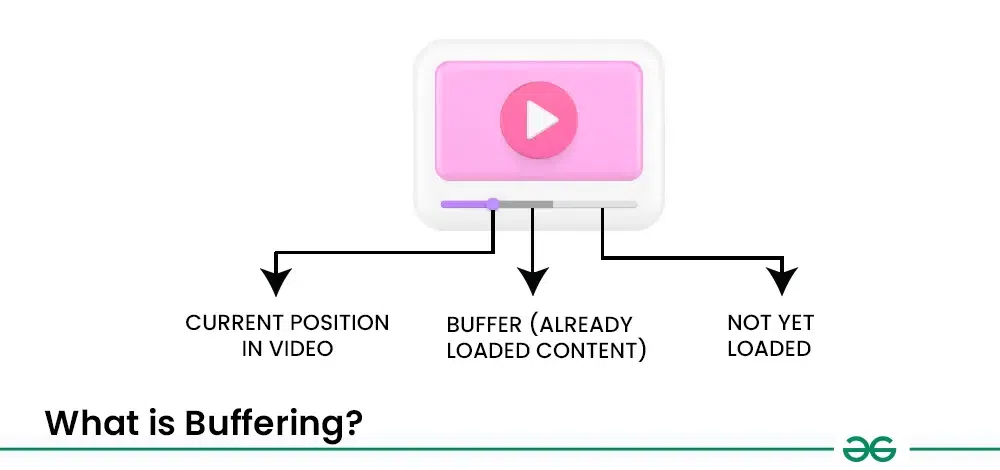 CURRENT POSITION
IN VIDEO
BUFFER (ALREADY
LOADED CONTENT)
NOT YET
LOADED
What is Buffering?